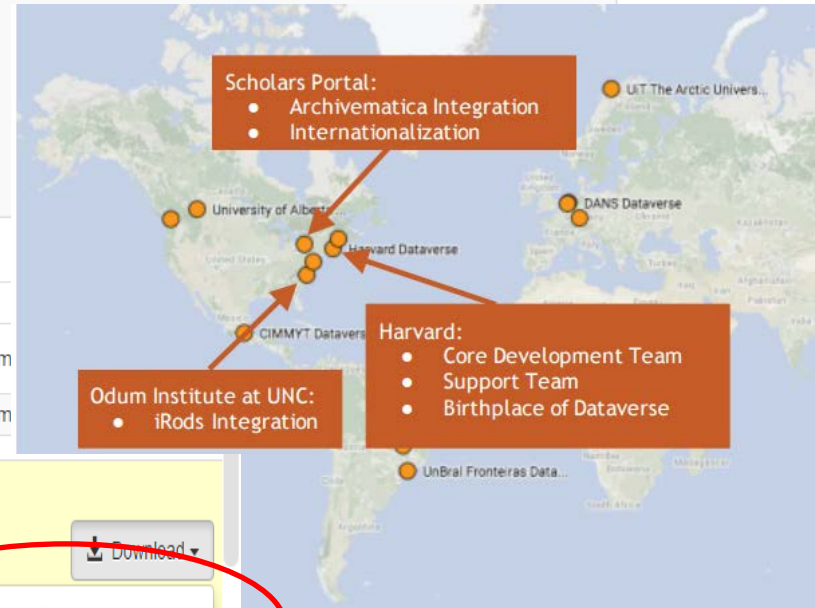 Scholars Portal:
● Archivematica Integration
● Internationalization
UiT The Arctic Univers...
University of Alberta...
DANS Dataverse
Harvard Dataverse
CIMMYT Datavers
Harvard:
● Core Development Team
● Support Team
● Birthplace of Dataverse
Odum Institute at UNC:
● iRods Integration
UnBral Fronteiras Data...
m
m
Download